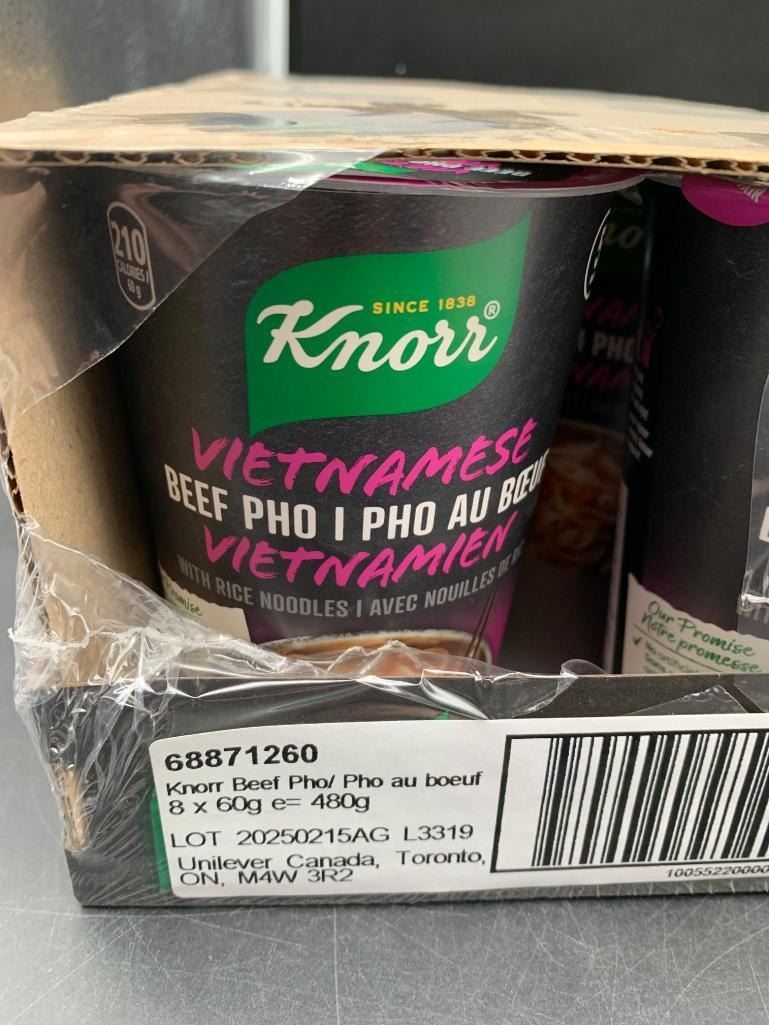 210
CALORIES /
60 g
SINCE 1838
Knorr®
VIETNAMESE
BEEF PHO | PHO AU BŒUF
VIETNAMIEN
WITH RICE NOODLES | AVEC NOUILLES DE
Our Promise
Notre promesse
68871260
Knorr Beef Pho/ Pho au boeuf
8 x 60g e= 480g
LOT 20250215AG L3319
Unilever Canada, Toronto,
ON, M4W 3R2
10055220000